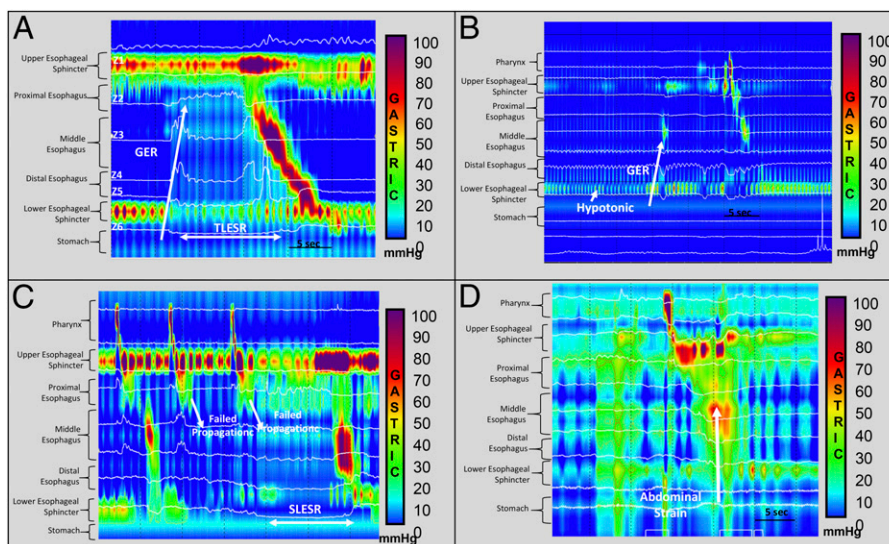 A
Upper Esophageal
Sphincter
Proximal Esophagus
Middle
Esophagus
Distal Esophagus
Lower Esophageal
Sphincter
Stomach
Z1
Z2
Z3
Z4
Z5
Z6
GER
TLESR
5 sec
100
90
80
70
60
50
40
30
20
10
0
mmHg
GASTRIC
B
Pharynx
Upper Esophageal
Sphincter
Proximal
Esophagus
Middle
Esophagus
Distal Esophagus
Lower Esophageal
Sphincter
Stomach
GER
Hypotonic
5 sec
100
90
80
70
60
50
40
30
20
10
0
mmHg
GASTRIC
C
Pharynx
Upper Esophageal
Sphincter
Proximal
Esophagus
Middle
Esophagus
Distal
Esophagus
Lower Esophageal
Sphincter
Stomach
Failed
Propagationc
Failed
Propagationc
SLESR
100
90
80
70
60
50
40
30
20
10
0
mmHg
GASTRIC
D
Pharynx
Upper Esophageal
Sphincter
Proximal
Esophagus
Middle
Esophagus
Distal
Esophagus
Lower Esophageal
Sphincter
Stomach
Abdominal
Strain
5 sec
100
90
80
70
60
50
40
30
20
10
0
mmHg
GASTRIC